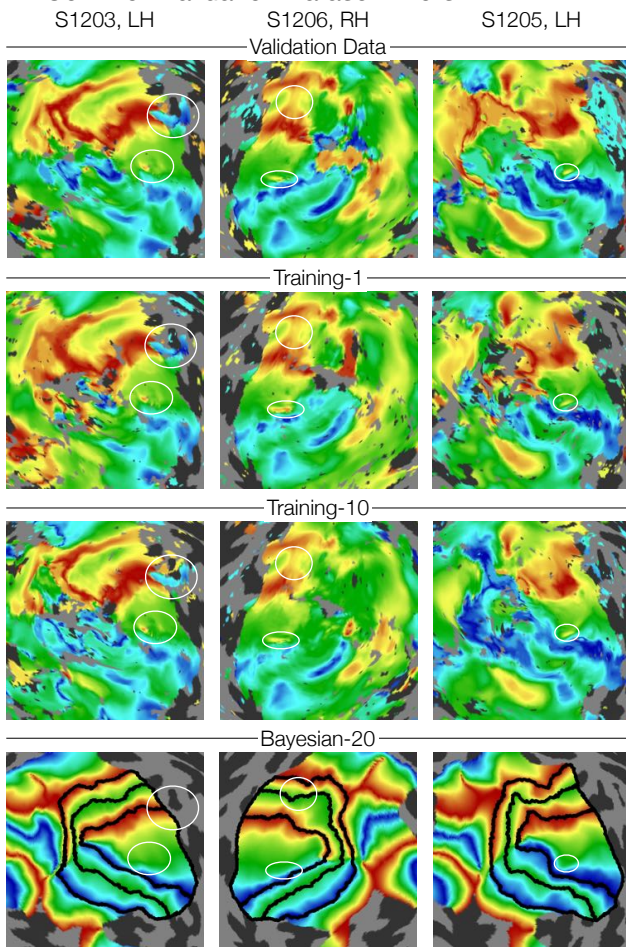 S1203, LH S1206, RH S1205, LH
Validation Data
Training-1
Training-10
Bayesian-20